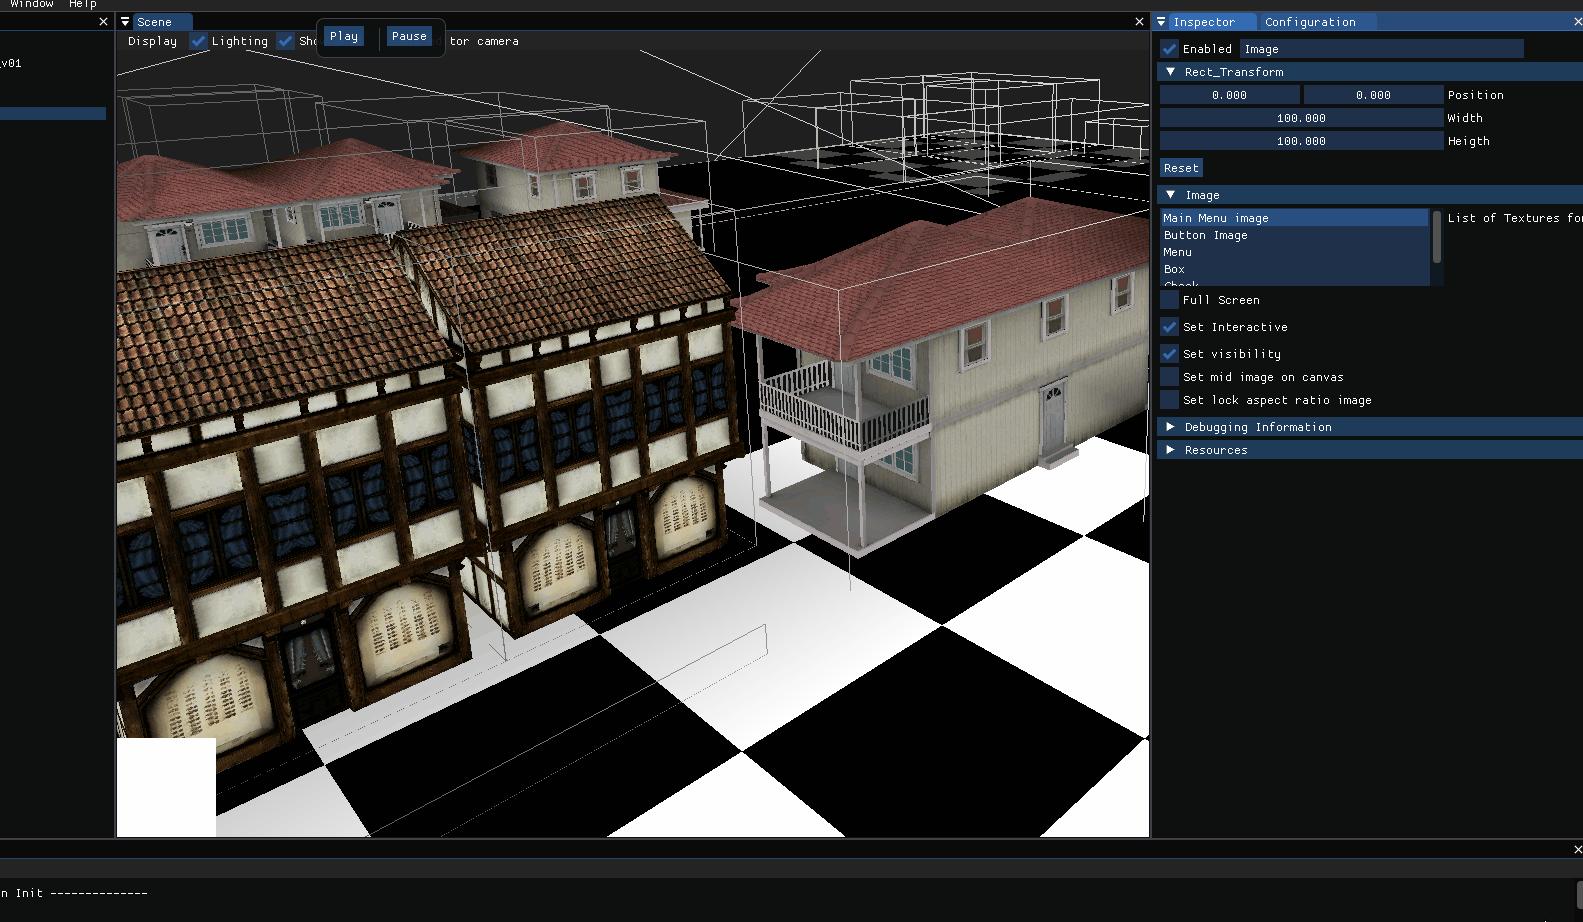 Window Help
Scene
Inspector Configuration
Display Lighting Sh Play Pause tor camera
Enabled Image
_v01
Rect_Transform
0.000 0.000 Position
100.000 Width
100.000 Heigth
Reset
Image
Main Menu image List of Textures fo
Button Image
Menu
Box
Check
Full Screen
Set Interactive
Set visibility
Set mid image on canvas
Set lock aspect ratio image
Debugging Information
Resources
n Init --------------